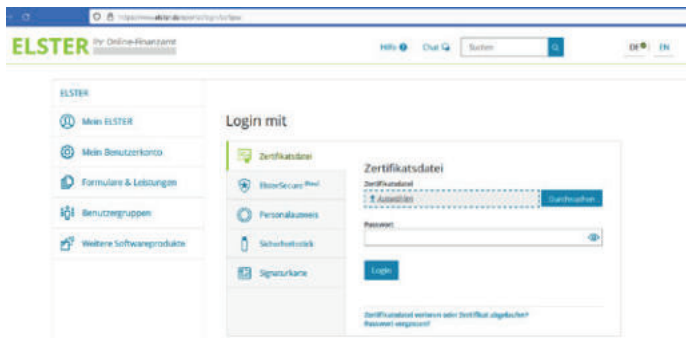 ELSTER Ihr Online-Finanzamt
Hilfe Chat Suchen DE EN
ELSTER
Mein ELSTER
Mein Benutzerkonto
Formulare & Leistungen
Benutzergruppen
Weitere Softwareprodukte
Login mit
Zertifikatsdatei
ElsterSecure
Personalausweis
Sicherheitsstick
Signaturkarte
Zertifikatsdatei
Zertifikatsdatei
Auswählen Durchsuchen
Passwort
Login
Zertifikatsdatei verloren oder Zertifikat abgelaufen?
Passwort vergessen?